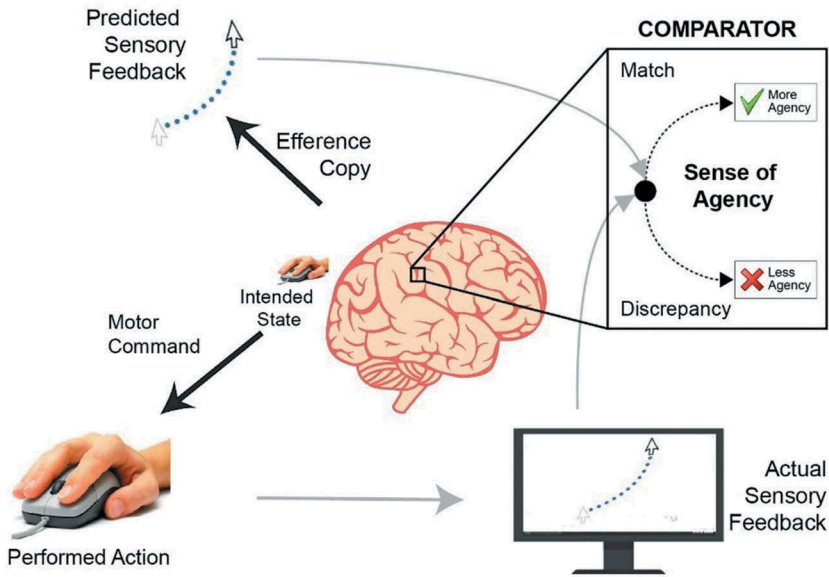 Predicted
Sensory
Feedback
COMPARATOR
Match
More
Agency
Efference
Copy
Sense of
Agency
Less
Agency
Discrepancy
Intended
State
Motor
Command
Performed Action
Actual
Sensory
Feedback